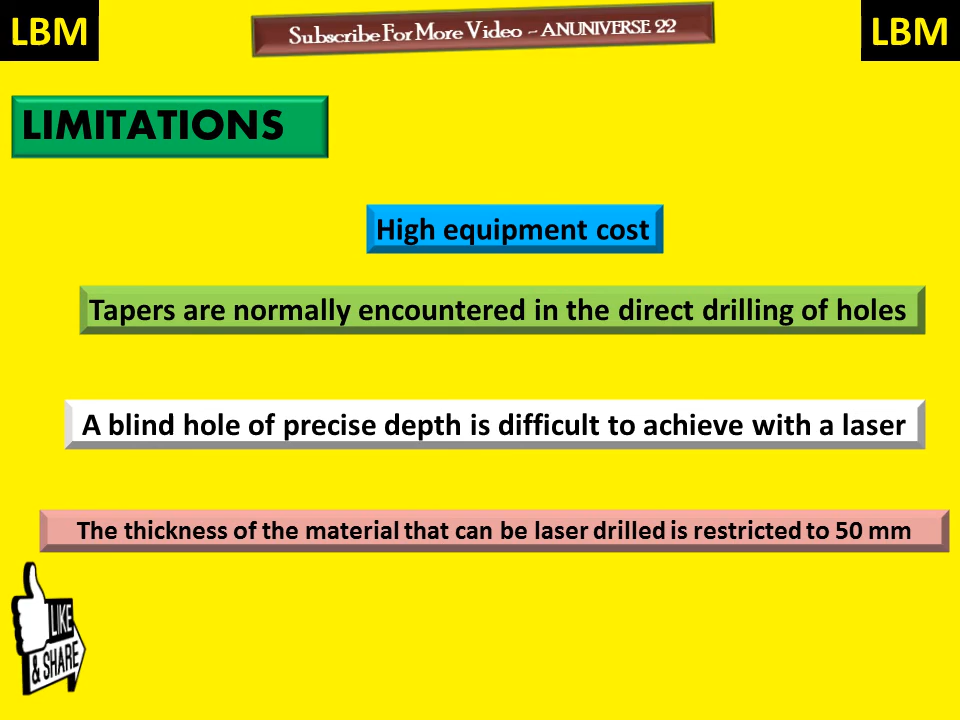 LBM
Subscribe For More Video – ANUNIVERSE 22
LBM
LIMITATIONS
High equipment cost
Tapers are normally encountered in the direct drilling of holes
A blind hole of precise depth is difficult to achieve with a laser
The thickness of the material that can be laser drilled is restricted to 50 mm
LIKE
& SHARE